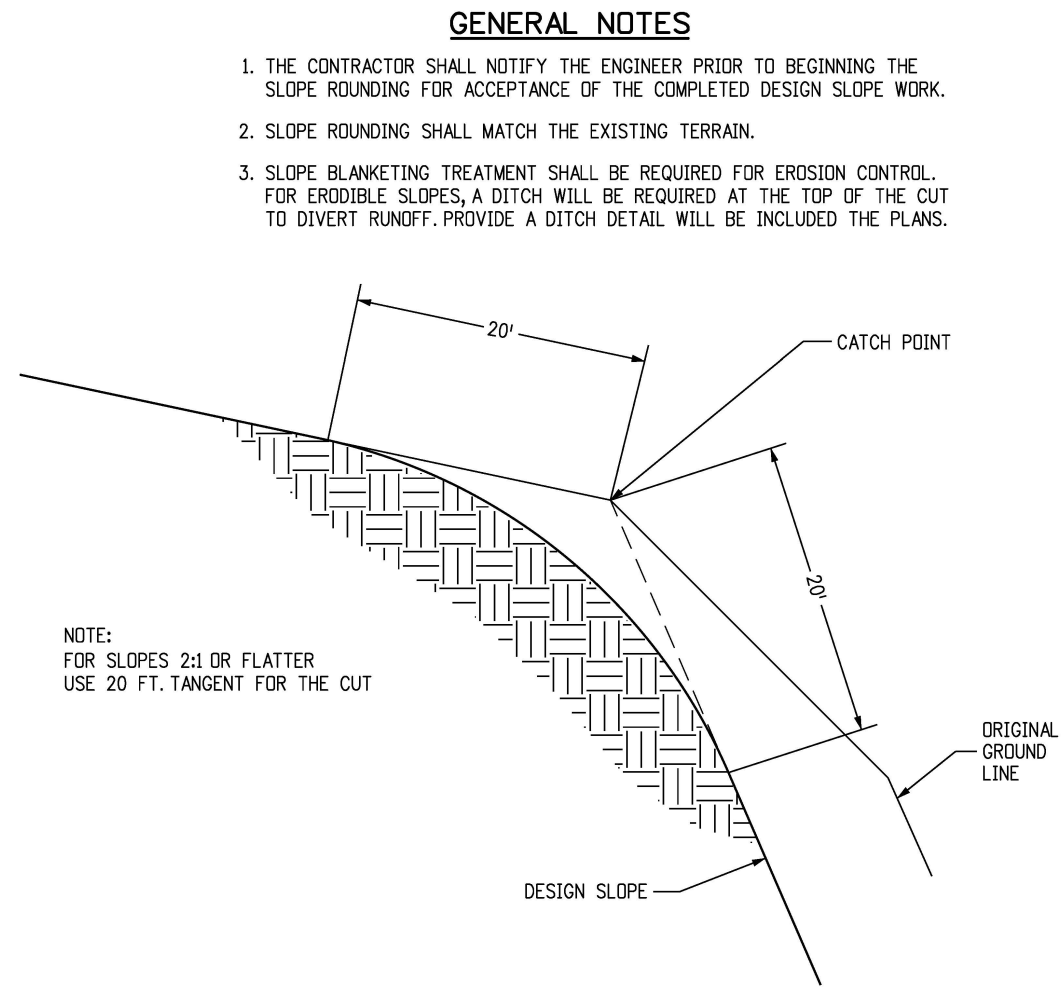 GENERAL NOTES
1. THE CONTRACTOR SHALL NOTIFY THE ENGINEER PRIOR TO BEGINNING THE
SLOPE ROUNDING FOR ACCEPTANCE OF THE COMPLETED DESIGN SLOPE WORK.
2. SLOPE ROUNDING SHALL MATCH THE EXISTING TERRAIN.
3. SLOPE BLANKETING TREATMENT SHALL BE REQUIRED FOR EROSION CONTROL.
FOR ERODIBLE SLOPES, A DITCH WILL BE REQUIRED AT THE TOP OF THE CUT
TO DIVERT RUNOFF. PROVIDE A DITCH DETAIL WILL BE INCLUDED THE PLANS.
20'
CATCH POINT
20'
NOTE:
FOR SLOPES 2:1 OR FLATTER
USE 20 FT. TANGENT FOR THE CUT
ORIGINAL
GROUND
LINE
DESIGN SLOPE